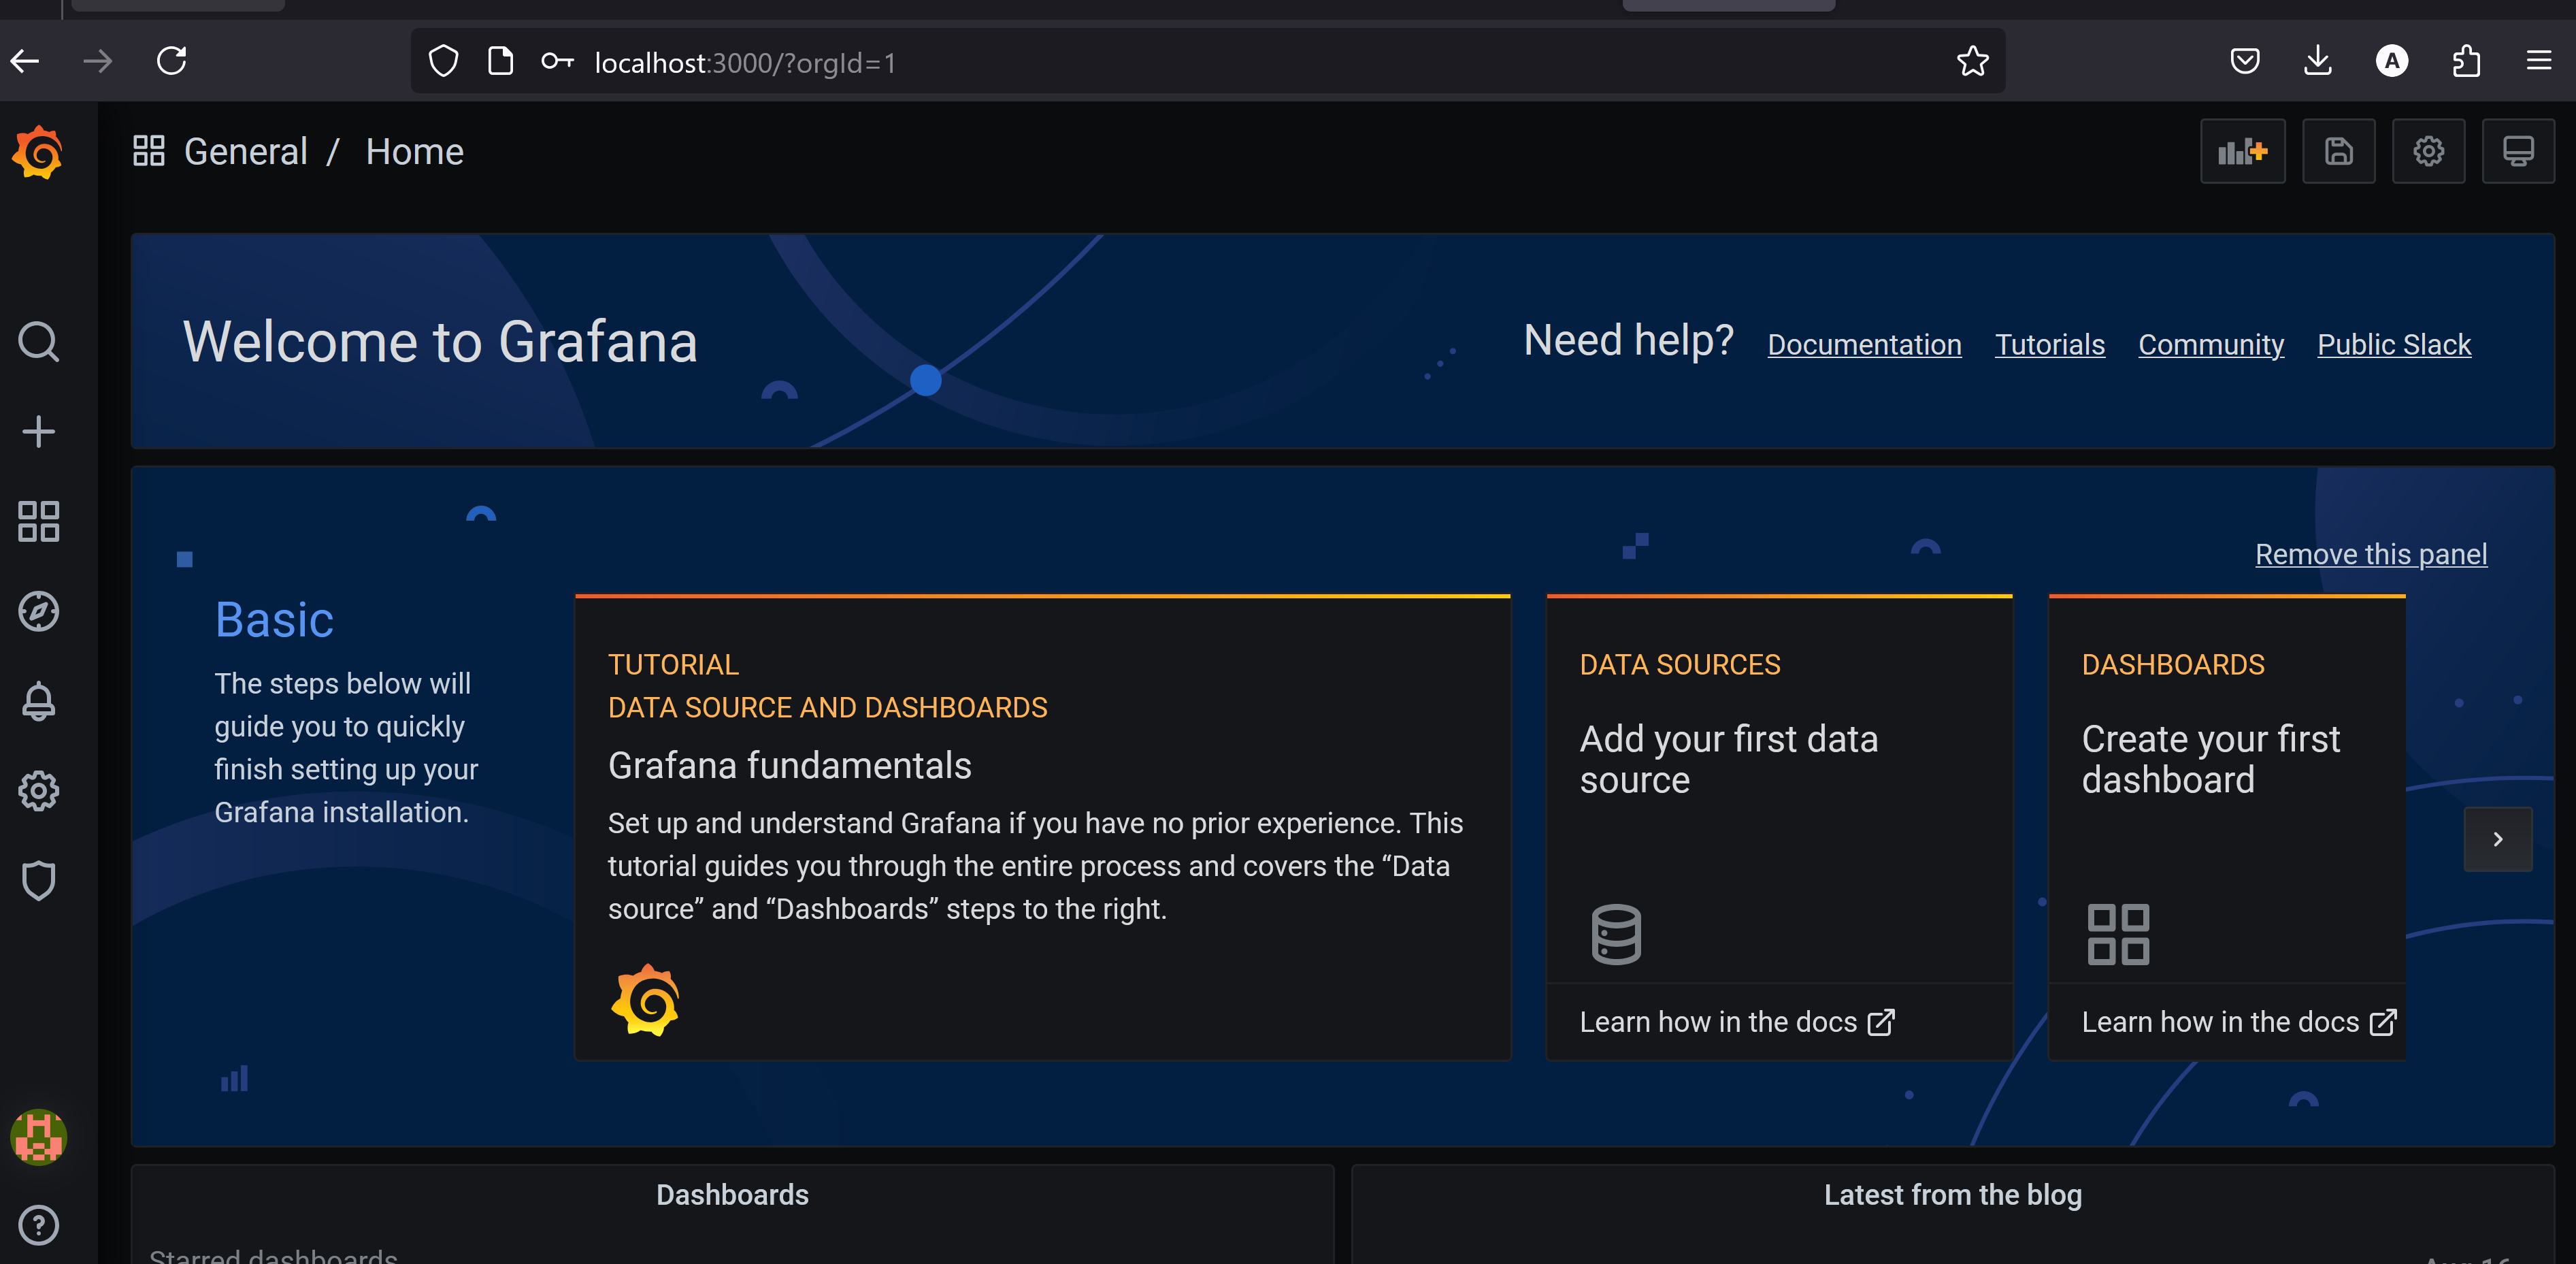 localhost:3000/?orgId=1
A
General / Home
Welcome to Grafana
Need help? Documentation Tutorials Community Public Slack
Remove this panel
Basic
The steps below will
guide you to quickly
finish setting up your
Grafana installation.
TUTORIAL
DATA SOURCE AND DASHBOARDS
Grafana fundamentals
Set up and understand Grafana if you have no prior experience. This
tutorial guides you through the entire process and covers the “Data
source” and “Dashboards” steps to the right.
DATA SOURCES
Add your first data
source
Learn how in the docs
DASHBOARDS
Create your first
dashboard
Learn how in the docs
Dashboards
Starred dashboards
Latest from the blog
Aug 16